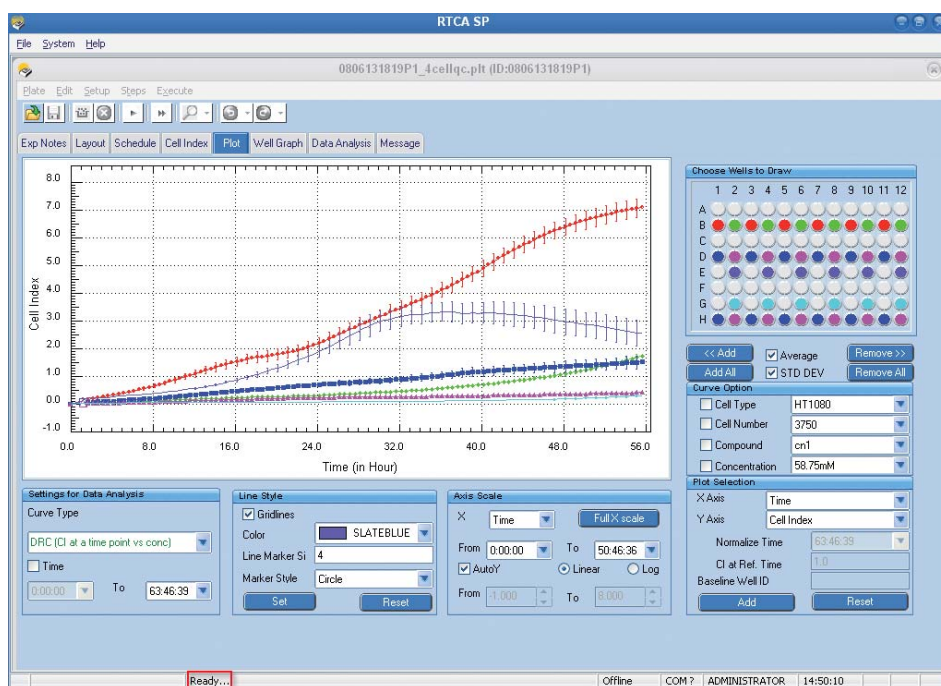 RTCA SP
File System Help
0806131819P1_4cellqc.plt (ID:0806131819P1)
Plate Edit Setup Steps Execute
Exp Notes Layout Schedule Cell Index Plot Well Graph Data Analysis Message
8.0
7.0
6.0
5.0
4.0
3.0
2.0
1.0
0.0
-1.0
Cell Index
0.0 8.0 16.0 24.0 32.0 40.0 48.0 56.0
Time (in Hour)
Choose Wells to Draw
1 2 3 4 5 6 7 8 9 10 11 12
A
B
C
D
E
F
G
H
<< Add Average Remove >>
Add All STD DEV Remove All
Curve Option
Cell Type HT1080
Cell Number 3750
Compound cn1
Concentration 58.75mM
Plot Selection
X Axis Time
Y Axis Cell Index
Normalize Time 63:46:39
CI at Ref. Time 1.0
Baseline Well ID
Add Reset
Settings for Data Analysis
Curve Type
DRC (CI at a time point vs conc)
Time
0:00:00 To 63:46:39
Line Style
Gridlines
Color SLATEBLUE
Line Marker Si 4
Marker Style Circle
Set Reset
Axis Scale
X Time Full X scale
From 0:00:00 To 50:46:36
AutoY Linear Log
From -1.000 To 8.000
Ready... Offline COM ? ADMINISTRATOR 14:50:10